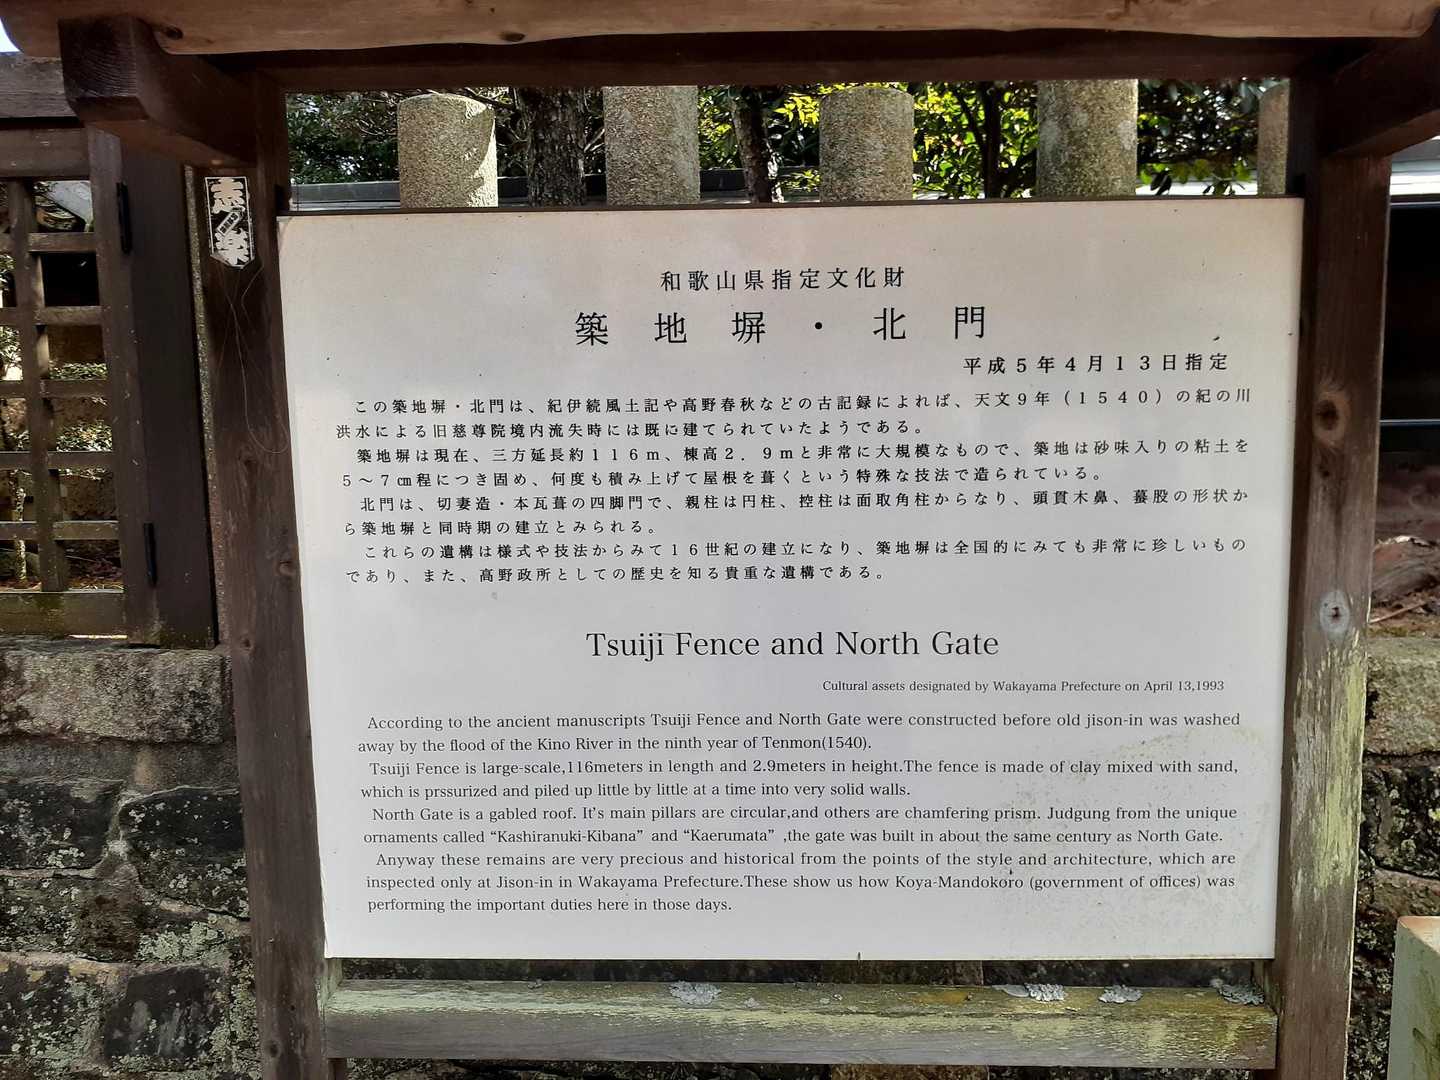 志楽
和歌山県指定文化財
築地塀・北門
平成5年4月13日指定
この築地塀・北門は、紀伊続風土記や高野春秋などの古記録によれば、天文9年(1540)の紀の川
洪水による旧慈尊院境内流失時には既に建てられていたようである。
築地塀は現在、三方延長約116m、棟高2.9mと非常に大規模なもので、築地は砂味入りの粘土を
5〜7㎝程につき固め、何度も積み上げて屋根を葺くという特殊な技法で造られている。
北門は、切妻造・本瓦葺の四脚門で、親柱は円柱、控柱は面取角柱からなり、頭貫木鼻、蟇股の形状か
ら築地塀と同時期の建立とみられる。
これらの遺構は様式や技法からみて16世紀の建立になり、築地塀は全国的にみても非常に珍しいもの
であり、また、高野政所としての歴史を知る貴重な遺構である。
Tsuiji Fence and North Gate
Cultural assets designated by Wakayama Prefecture on April 13,1993
According to the ancient manuscripts Tsuiji Fence and North Gate were constructed before old jison-in was washed
away by the flood of the Kino River in the ninth year of Tenmon(1540).
Tsuiji Fence is large-scale,116meters in length and 2.9meters in height.The fence is made of clay mixed with sand,
which is prssurized and piled up little by little at a time into very solid walls.
North Gate is a gabled roof. It's main pillars are circular,and others are chamfering prism. Judgung from the unique
ornaments called “Kashiranuki-Kibana” and “Kaerumata” ,the gate was built in about the same century as North Gate.
Anyway these remains are very precious and historical from the points of the style and architecture, which are
inspected only at Jison-in in Wakayama Prefecture.These show us how Koya-Mandokoro (government of offices) was
performing the important duties here in those days.